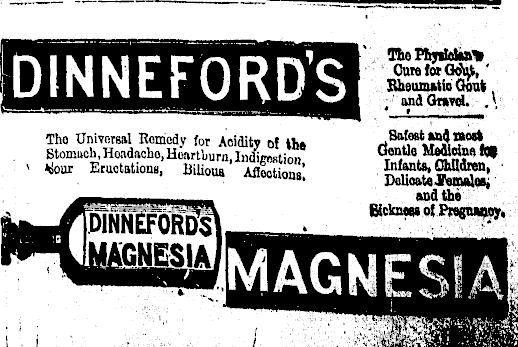 DINNEFORD'S
The Physician's
Cure for Gout,
Rheumatic Gout
and Gravel.
The Universal Remedy for Acidity of the
Stomach, Headache, Heartburn, Indigestion,
Sour Eructations, Bilious Affections.
Safest and most
Gentle Medicine for
Infants, Children,
Delicate Females,
and the
Sickness of Pregnancy.
DINNEFORD'S
MAGNESIA
MAGNESIA